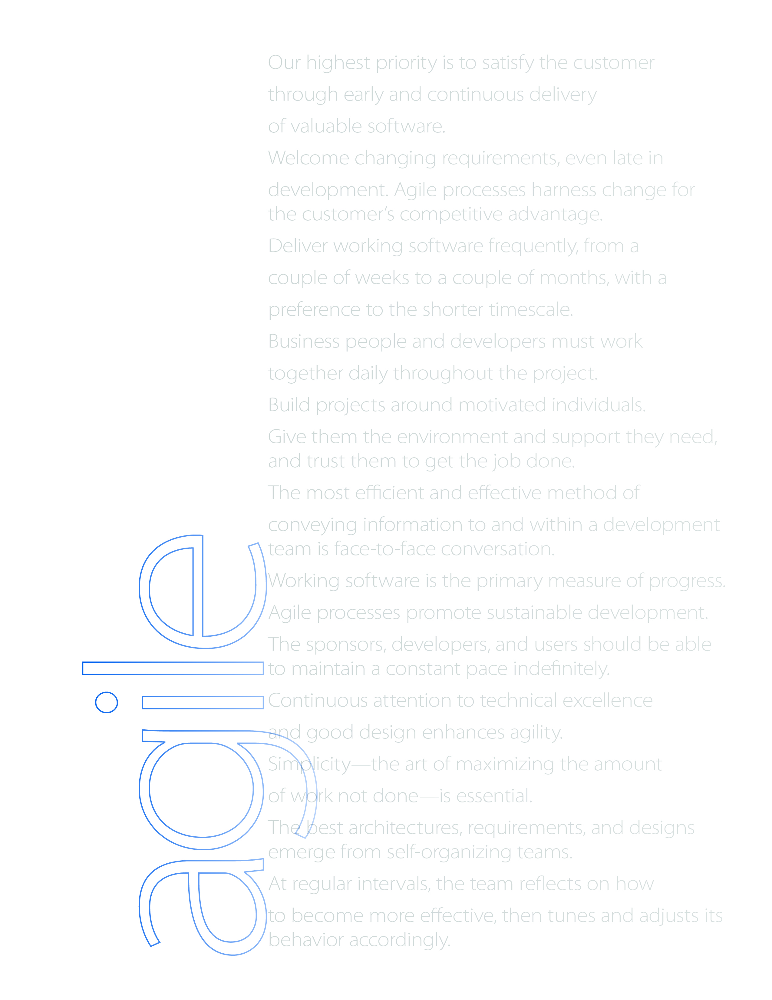 Our highest priority is to satisfy the customer
through early and continuous delivery
of valuable software.
Welcome changing requirements, even late in
development. Agile processes harness change for
the customer’s competitive advantage.
Deliver working software frequently, from a
couple of weeks to a couple of months, with a
preference to the shorter timescale.
Business people and developers must work
together daily throughout the project.
Build projects around motivated individuals.
Give them the environment and support they need,
and trust them to get the job done.
The most efficient and effective method of
conveying information to and within a development
team is face-to-face conversation.
Working software is the primary measure of progress.
Agile processes promote sustainable development.
The sponsors, developers, and users should be able
to maintain a constant pace indefinitely.
Continuous attention to technical excellence
and good design enhances agility.
Simplicity—the art of maximizing the amount
of work not done—is essential.
The best architectures, requirements, and designs
emerge from self-organizing teams.
At regular intervals, the team reflects on how
to become more effective, then tunes and adjusts its
behavior accordingly.
agile